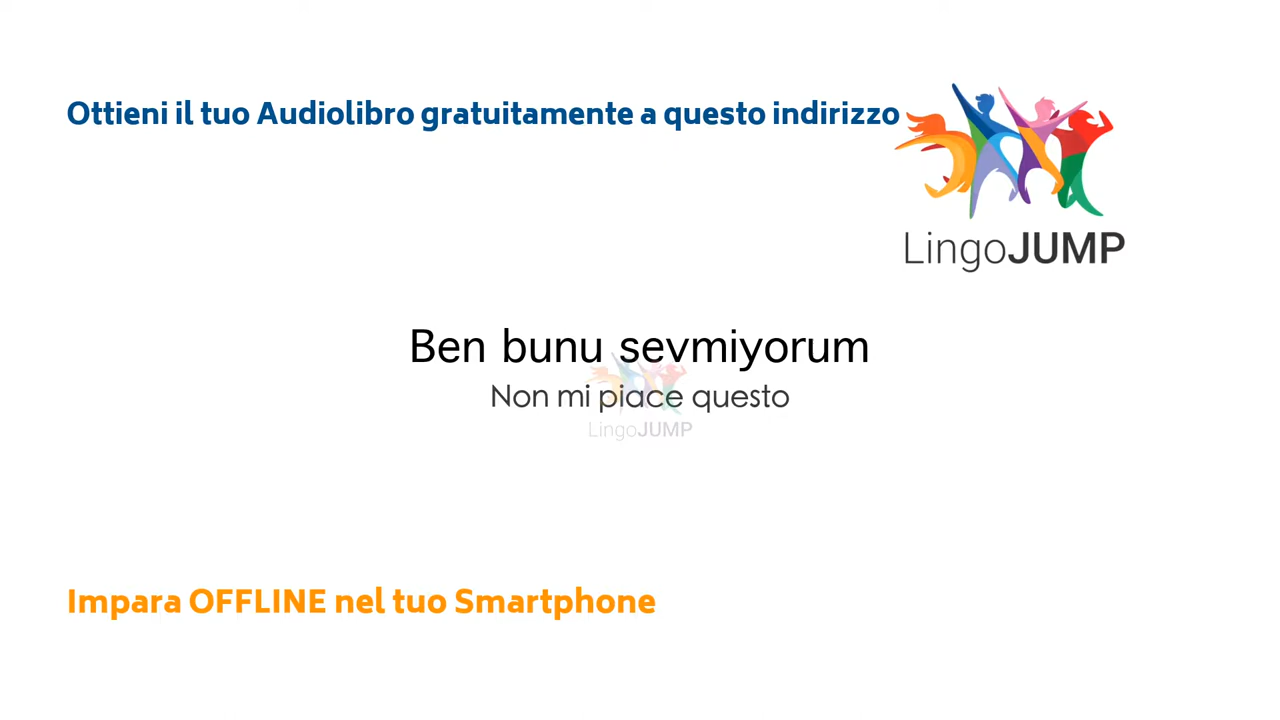 Ottieni il tuo Audiolibro gratuitamente a questo indirizzo
LingoJUMP
Ben bunu sevmiyorum
Non mi piace questo
LingoJUMP
Impara OFFLINE nel tuo Smartphone